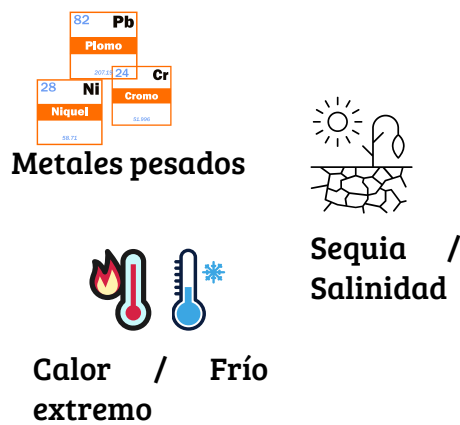 82 Pb
Plomo
207.19
24 Cr
Cromo
51.996
28 Ni
Niquel
58.71
Metales pesados
Sequia /
Salinidad
Calor / Frío
extremo